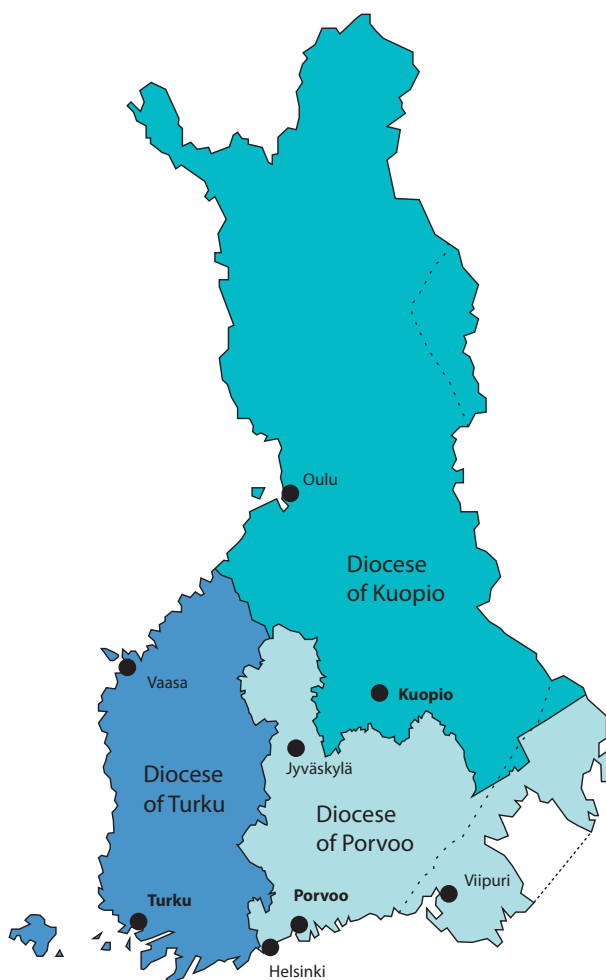 Oulu
Diocese
of Kuopio
Vaasa
Kuopio
Jyväskylä
Diocese
of Turku
Diocese
of Porvoo
Viipuri
Turku
Porvoo
Helsinki